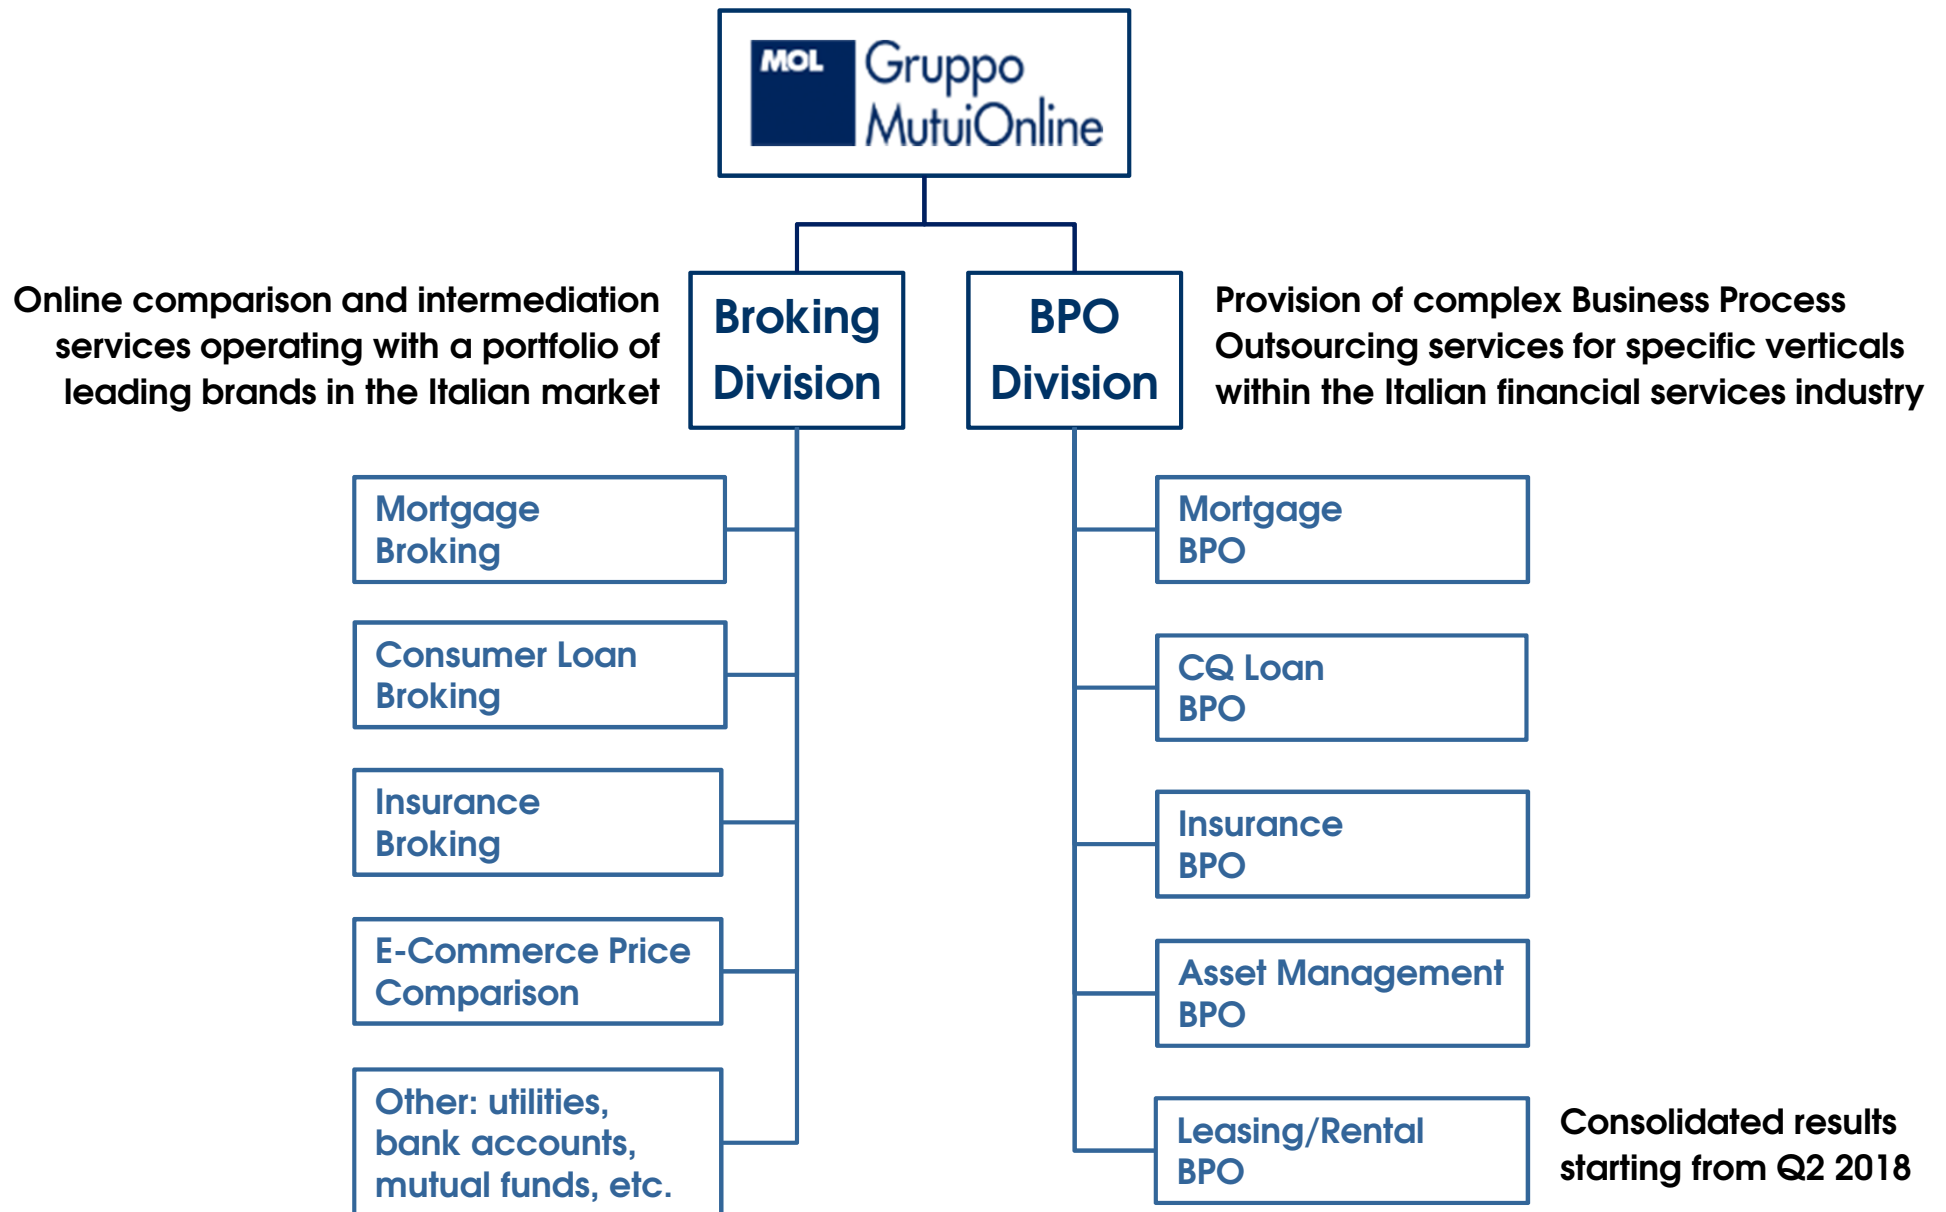 MOL
Gruppo
MutuiOnline
Online comparison and intermediation
services operating with a portfolio of
leading brands in the Italian market
Broking
Division
BPO
Division
Provision of complex Business Process
Outsourcing services for specific verticals
within the Italian financial services industry
Mortgage
Broking
Consumer Loan
Broking
Insurance
Broking
E-Commerce Price
Comparison
Other: utilities,
bank accounts,
mutual funds, etc.
Mortgage
BPO
CQ Loan
BPO
Insurance
BPO
Asset Management
BPO
Leasing/Rental
BPO
Consolidated results
starting from Q2 2018